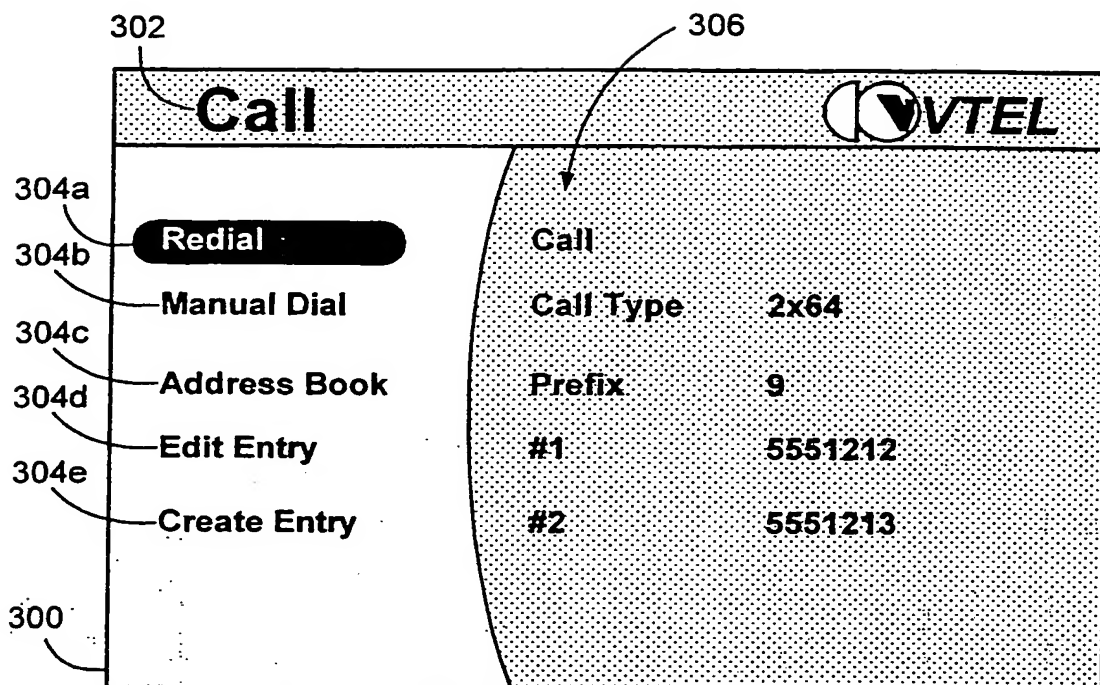 302
306
Call
VTEL
304a
Redial
Call
304b
Manual Dial
Call Type 2x64
304c
Address Book
Prefix 9
304d
Edit Entry
#1 5551212
304e
Create Entry
#2 5551213
300